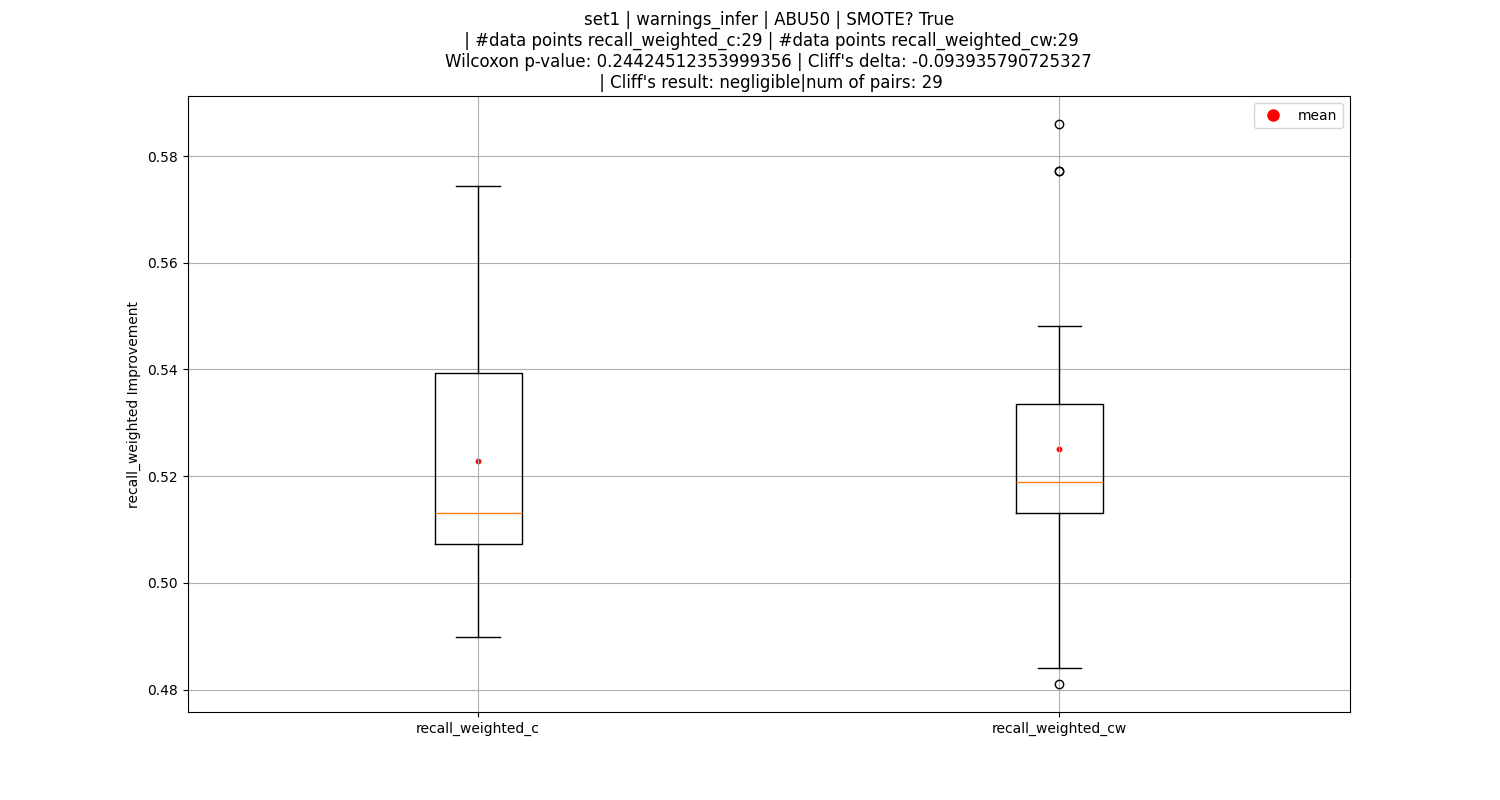 set1 | warnings_infer | ABU50 | SMOTE? True
| #data points recall_weighted_c:29 | #data points recall_weighted_cw:29
Wilcoxon p-value: 0.24424512353999356 | Cliff's delta: -0.093935790725327
| Cliff's result: negligible|num of pairs: 29
mean
0.58
0.56
0.54
0.52
0.50
0.48
recall_weighted Improvement
recall_weighted_c
recall_weighted_cw